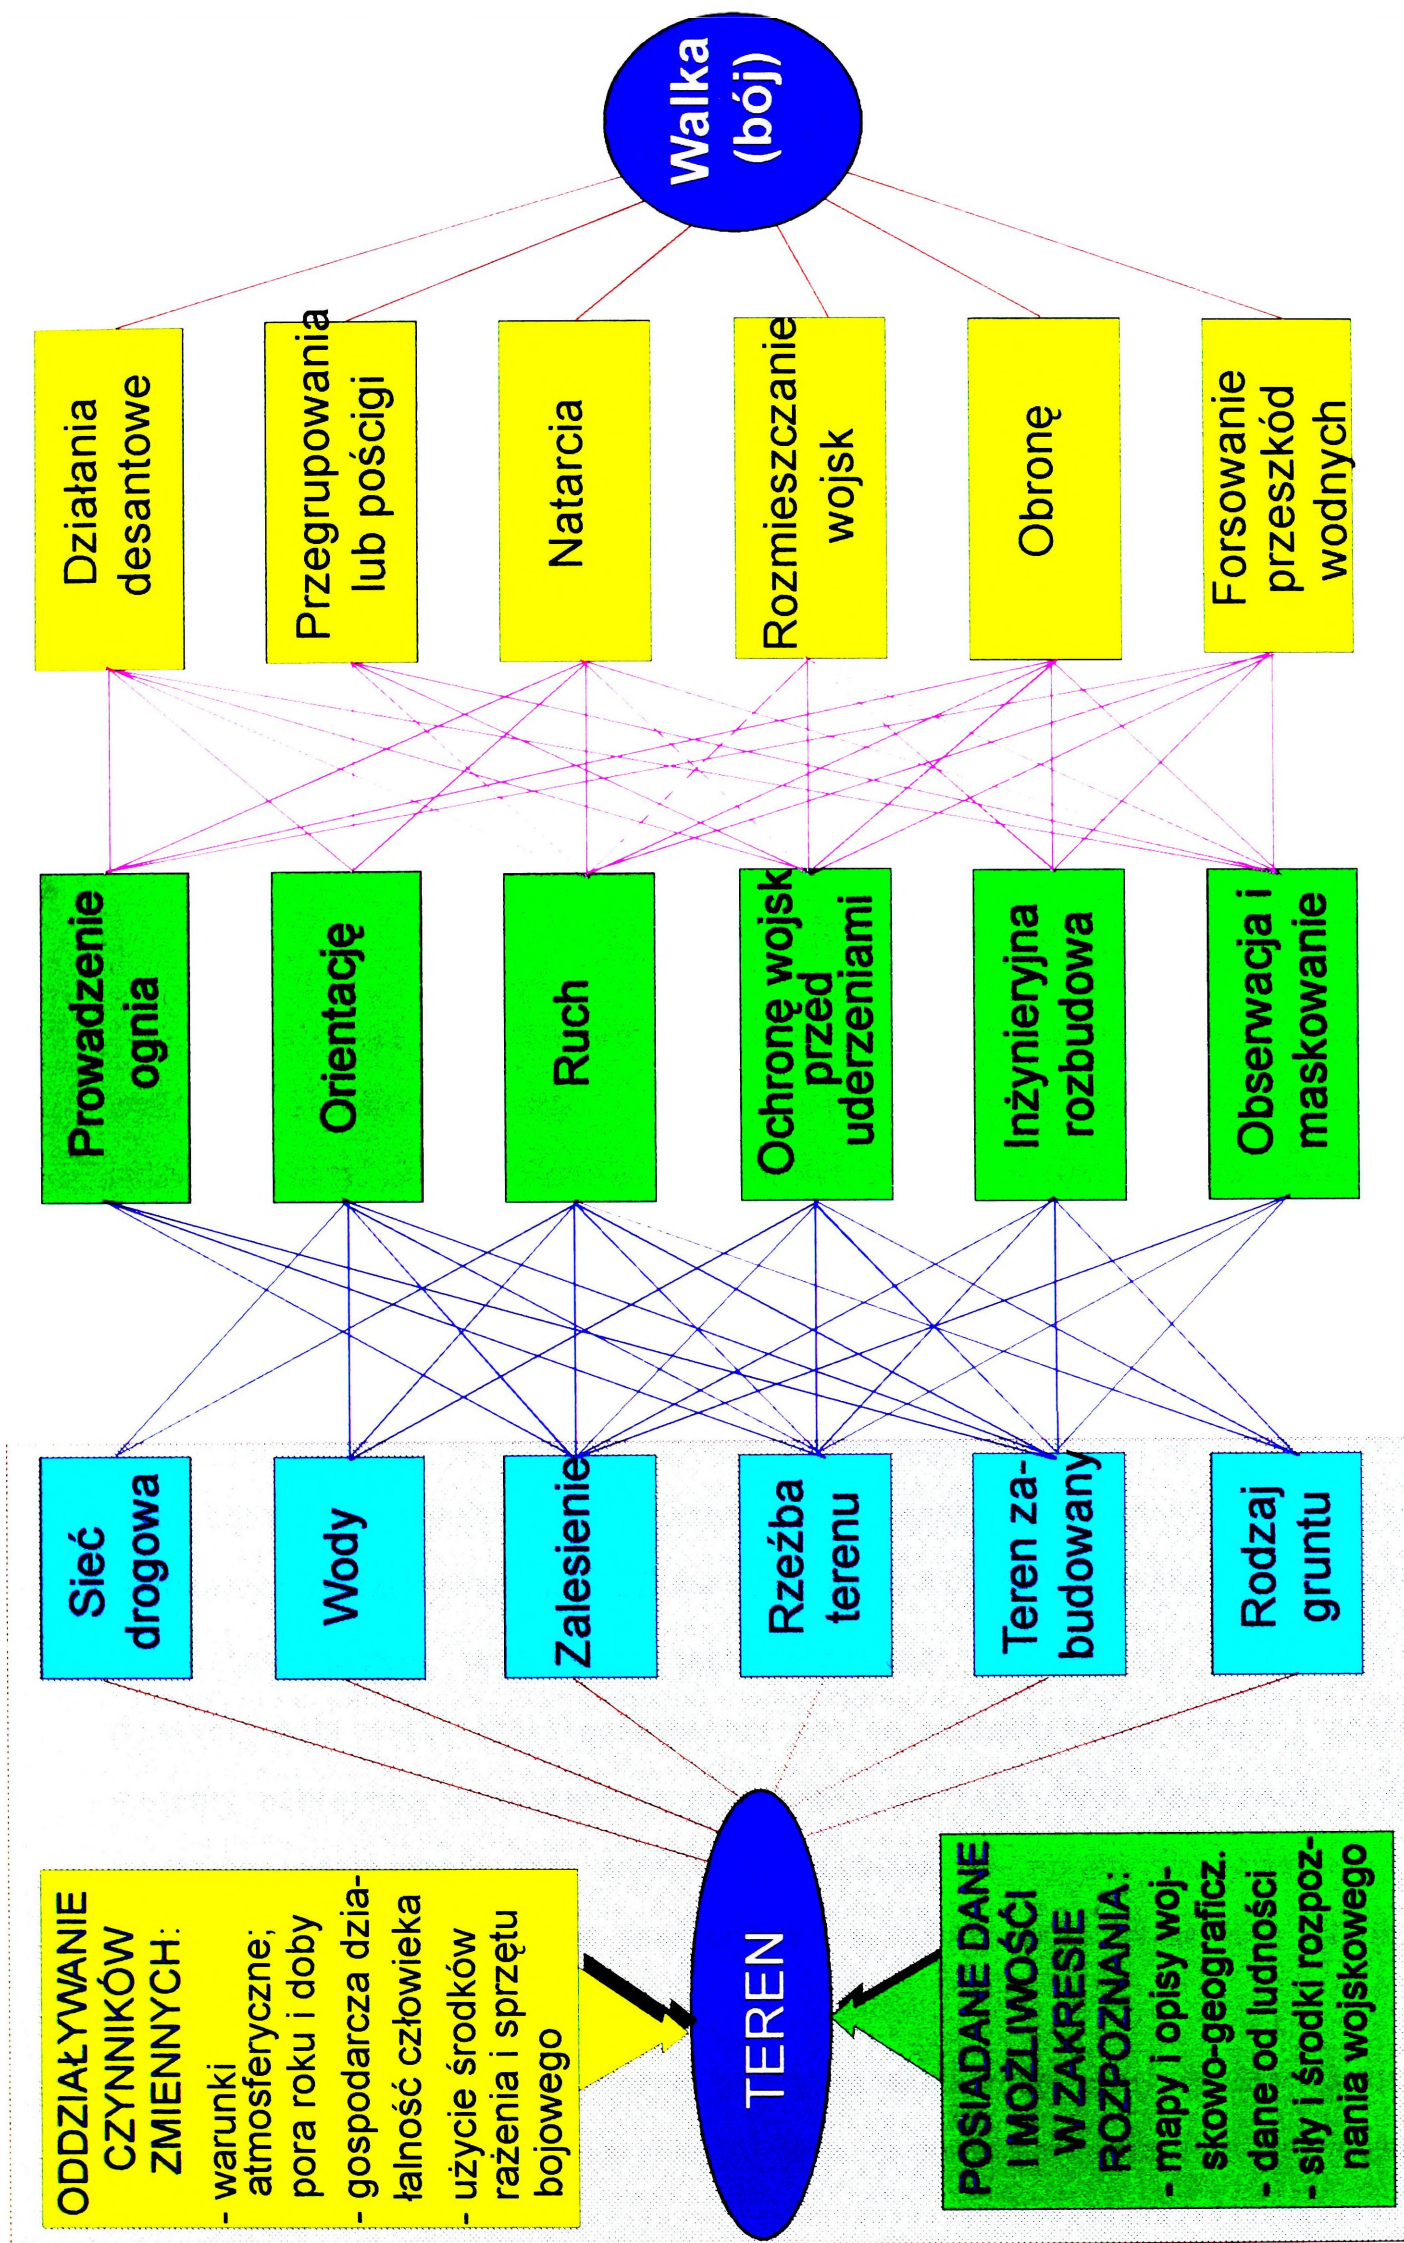 ODDZIAŁYWANIE
CZYNNIKÓW
ZMIENNYCH:
- warunki
atmosferyczne;
pora roku i doby
- gospodarcza dzia-
łalność człowieka
- użycie środków
rażenia i sprzętu
bojowego
TEREN
POSIADANE DANE
I MOŻLIWOŚĆI
W ZAKRESIE
ROZPOZNANIA:
- mapy i opisy woj-
skowo-geograficz.
- dane od ludności
- siły i środki rozpoz-
nania wojskowego
Sieć
drogowa
Wody
Zalesienie
Rzeźba
terenu
Teren za-
budowany
Rodzaj
gruntu
Prowadzenie
ognia
Orientację
Ruch
Ochronę wojsk
przed
uderzeniami
Inżynieryjna
rozbudowa
Obserwacja i
maskowanie
Działania
desantowe
Przegrupowania
lub pościgi
Natarcia
Rozmieszczanie
wojsk
Obronę
Forsowanie
przeszkód
wodnych
Walka
(bój)